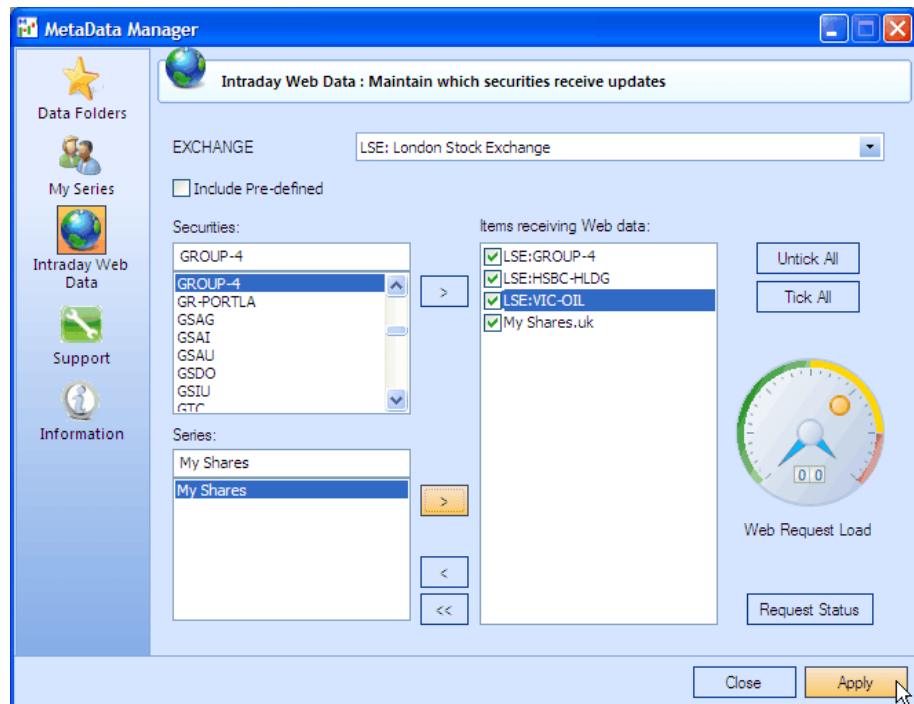 MetaData Manager
Data Folders
My Series
Intraday Web
Data
Support
Information
Intraday Web Data : Maintain which securities receive updates
EXCHANGE
LSE: London Stock Exchange
Include Pre-defined
Securities:
GROUP-4
GROUP-4
GR-PORTLA
GSAG
GSAI
GSAU
GSDO
GSIU
GTC
Series:
My Shares
My Shares
>
>
<
<<
Items receiving Web data:
LSE:GROUP-4
LSE:HSBC-HLDG
LSE:VIC-OIL
My Shares.uk
Untick All
Tick All
0 0
Web Request Load
Request Status
Close
Apply